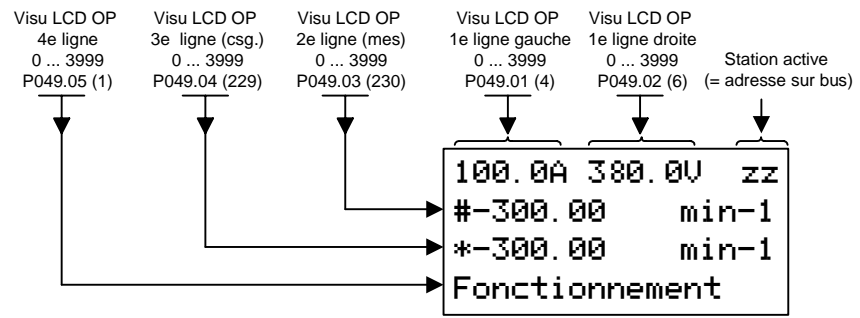 Visu LCD OP
4e ligne
0 ... 3999
P049.05 (1)
Visu LCD OP
3e ligne (csg.)
0 ... 3999
P049.04 (229)
Visu LCD OP
2e ligne (mes)
0 ... 3999
P049.03 (230)
Visu LCD OP
1e ligne gauche
0 ... 3999
P049.01 (4)
Visu LCD OP
1e ligne droite
0 ... 3999
P049.02 (6)
Station active
(= adresse sur bus)
100.0A 380.0V zz
#-300.00 min-1
*-300.00 min-1
Fonctionnement